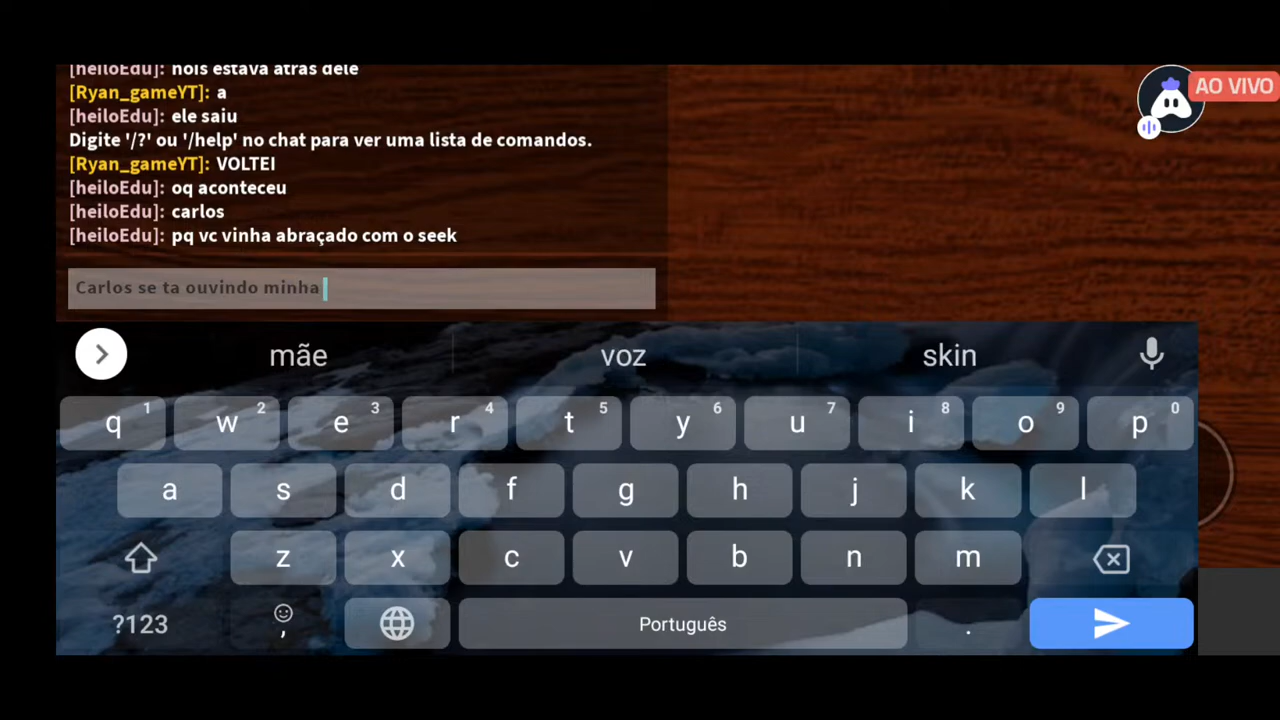 [heiloEdu]: nois estava atras dele
AO VIVO
[Ryan_gameYT]: a
[heiloEdu]: ele saiu
Digite '/?' ou '/help' no chat para ver uma lista de comandos.
[Ryan_gameYT]: VOLTEI
[heiloEdu]: oq aconteceu
[heiloEdu]: carlos
[heiloEdu]: pq vc vinha abraçado com o seek
Carlos se ta ouvindo minha
mãe voz skin
q 1 w 2 e 3 r 4 t 5 y 6 u 7 i 8 o 9 p 0
a s d f g h j k l
z x c v b n m
?123 , Português .